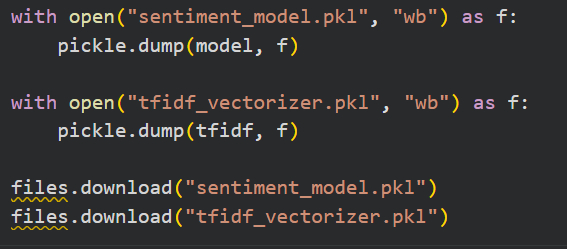 with open("sentiment_model.pkl", "wb") as f:
    pickle.dump(model, f)

with open("tfidf_vectorizer.pkl", "wb") as f:
    pickle.dump(tfidf, f)

files.download("sentiment_model.pkl")
files.download("tfidf_vectorizer.pkl")